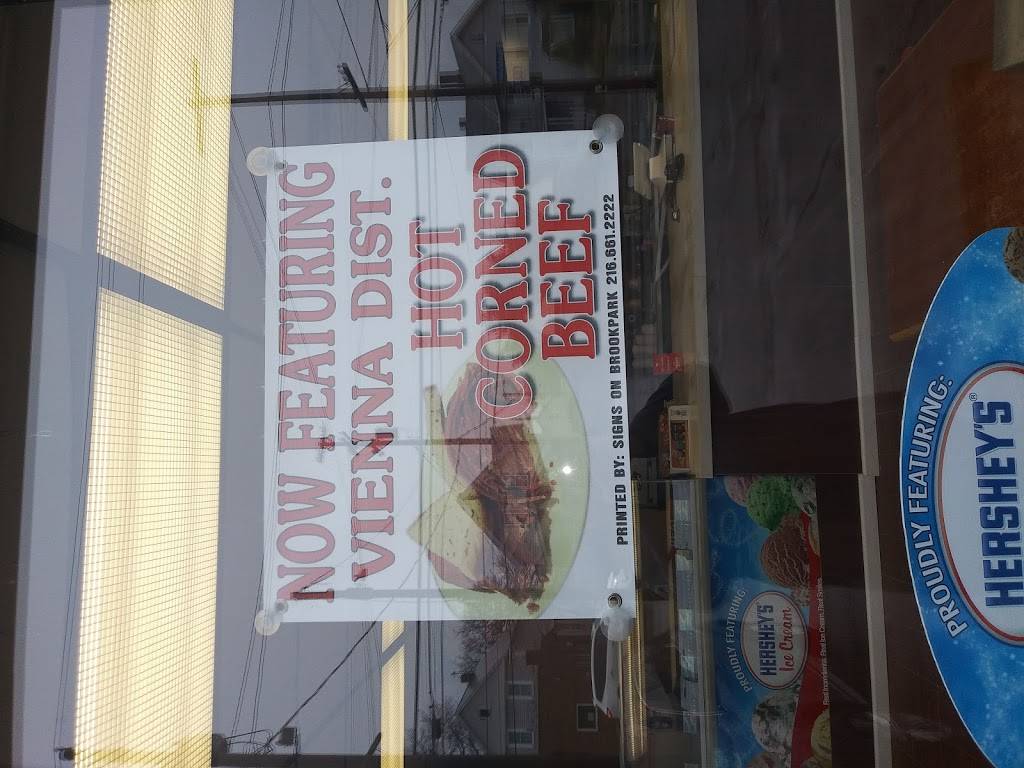 NOW FEATURING
VIENNA DIST.
HOT
CORNED
BEEF
PRINTED BY: SIGNS ON BROOKPARK 216.661.2222
PROUDLY FEATURING:
HERSHEY'S
Ice Cream
PROUDLY FEATURING:
HERSHEY'S®